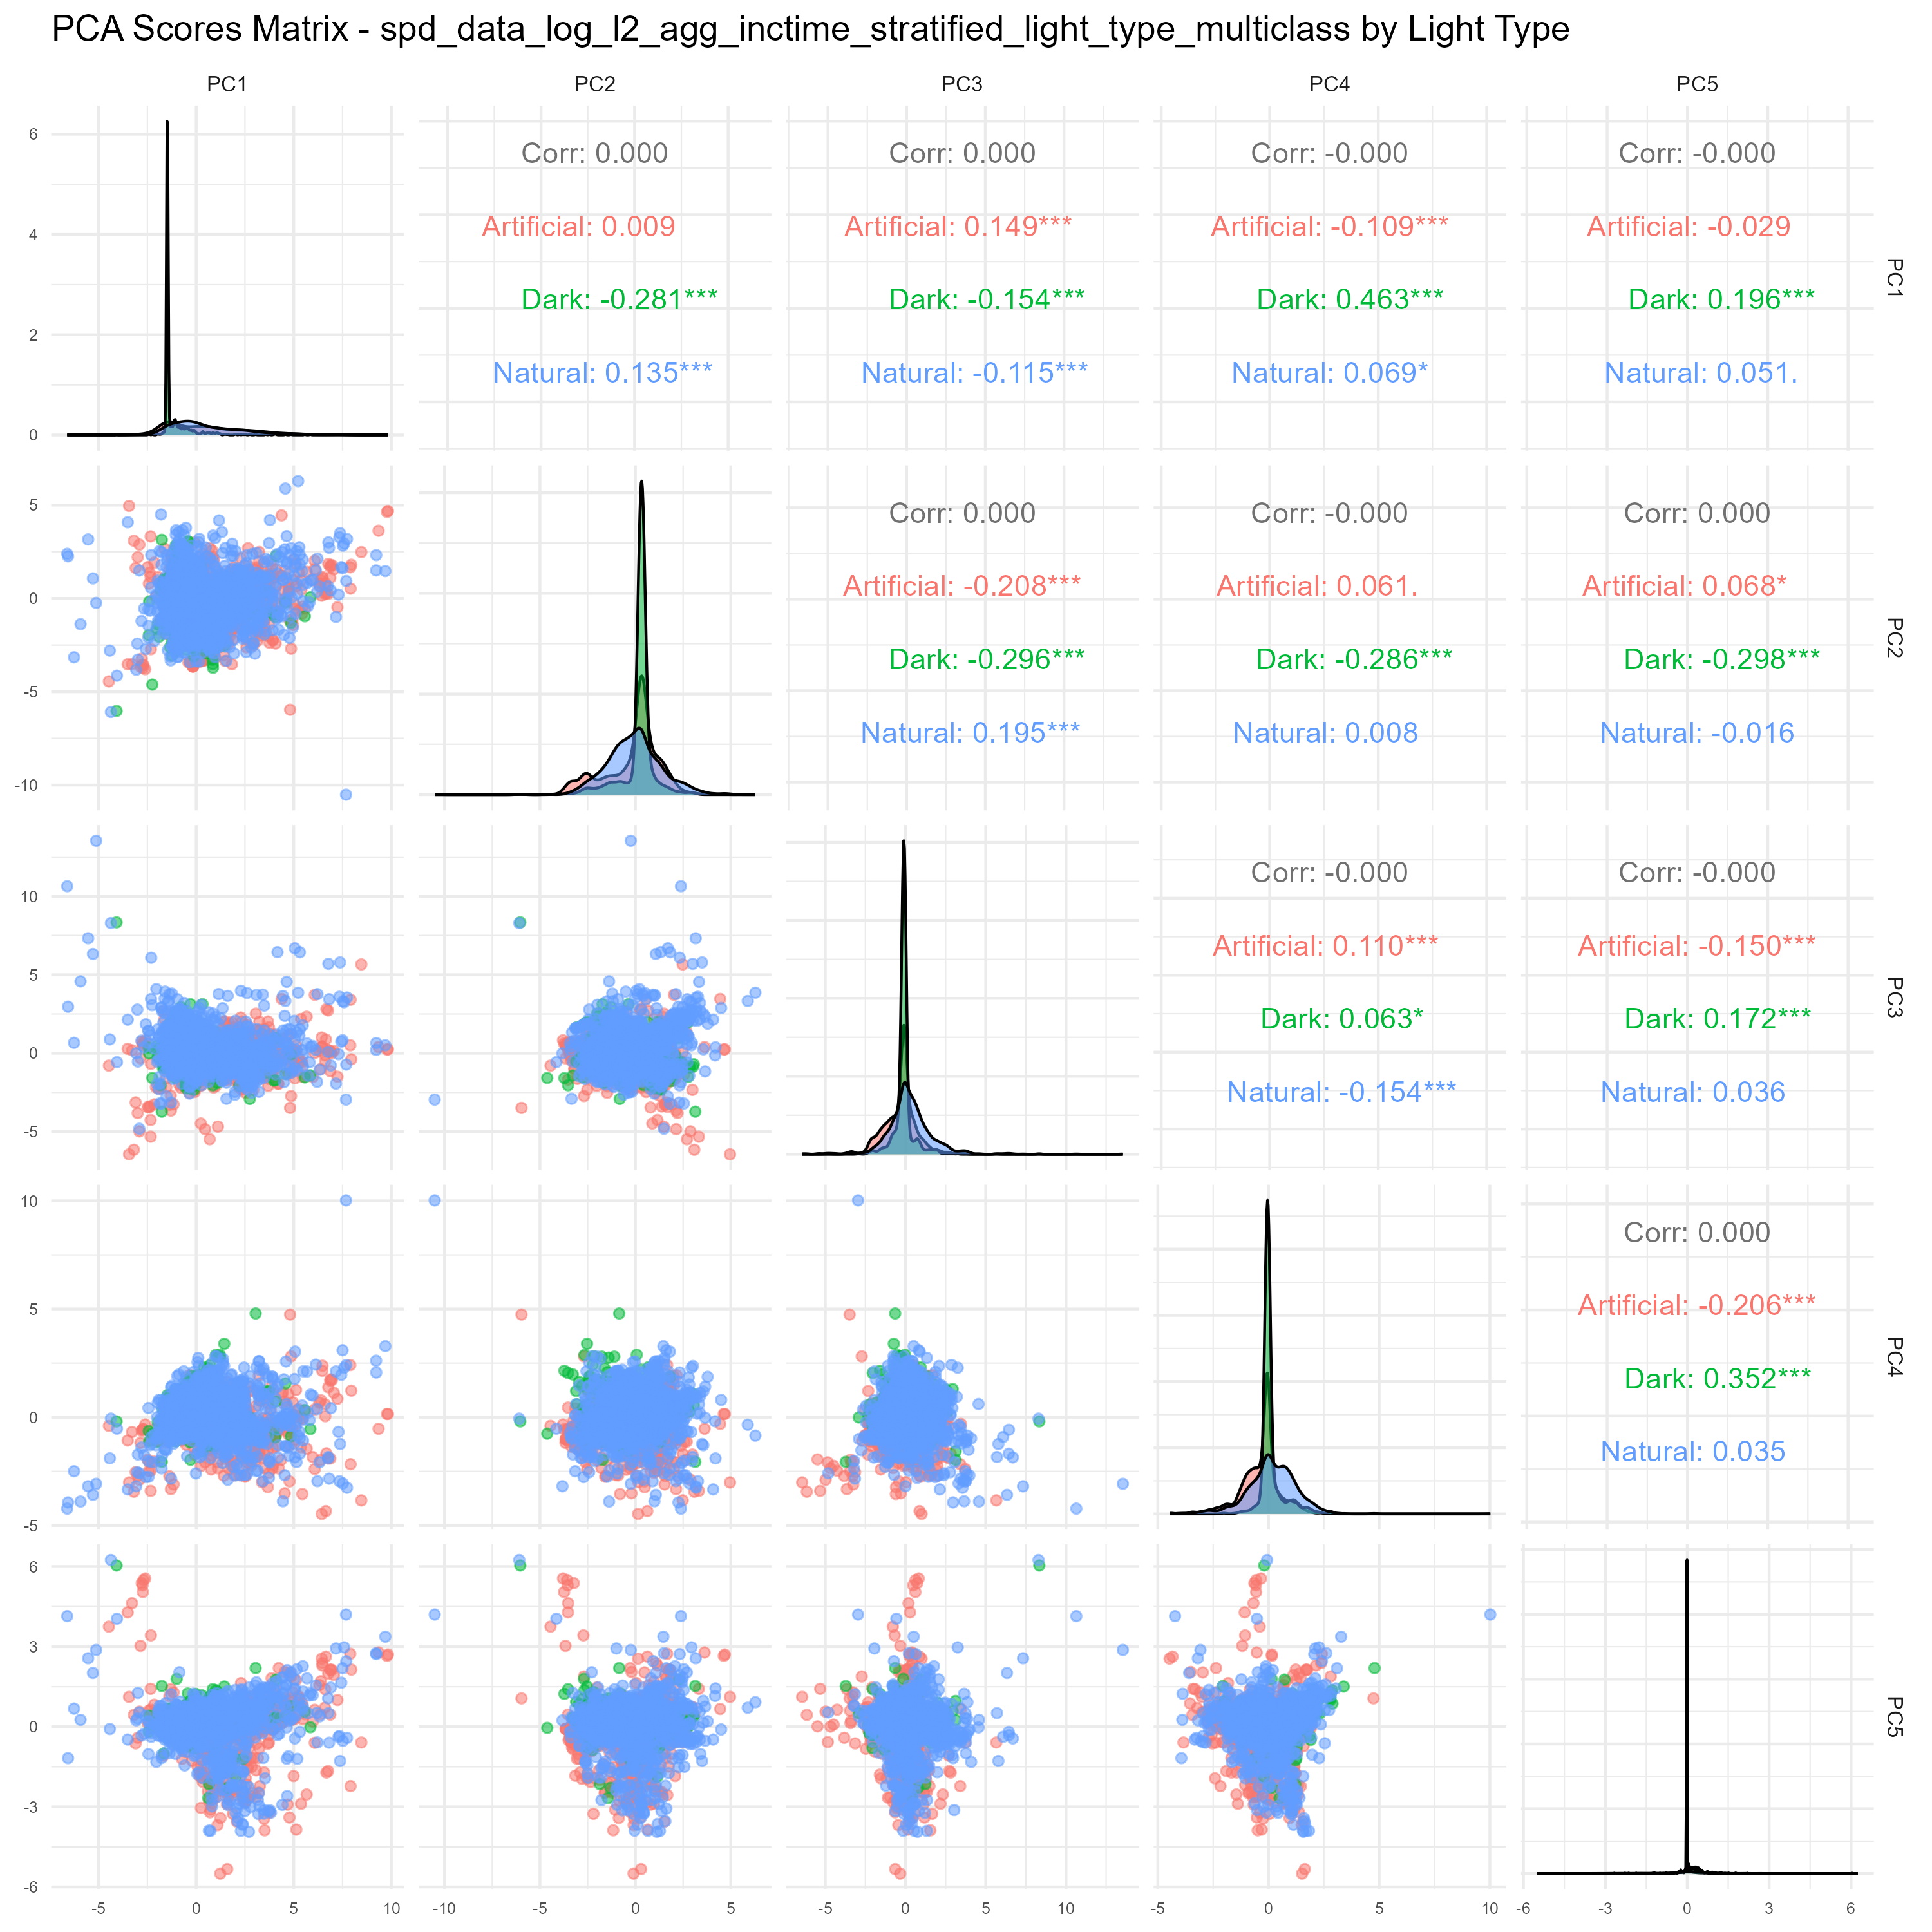 PCA Scores Matrix - spd_data_log_l2_agg_inctime_stratified_light_type_multiclass by Light Type
PC1
PC2
PC3
PC4
PC5
6
4
2
0
Corr: 0.000
Artificial: 0.009
Dark: -0.281***
Natural: 0.135***
Corr: 0.000
Artificial: 0.149***
Dark: -0.154***
Natural: -0.115***
Corr: -0.000
Artificial: -0.109***
Dark: 0.463***
Natural: 0.069*
Corr: -0.000
Artificial: -0.029
Dark: 0.196***
Natural: 0.051.
PC1
5
0
-5
-10
Corr: 0.000
Artificial: -0.208***
Dark: -0.296***
Natural: 0.195***
Corr: -0.000
Artificial: 0.061.
Dark: -0.286***
Natural: 0.008
Corr: 0.000
Artificial: 0.068*
Dark: -0.298***
Natural: -0.016
PC2
10
5
0
-5
Corr: -0.000
Artificial: 0.110***
Dark: 0.063*
Natural: -0.154***
Corr: -0.000
Artificial: -0.150***
Dark: 0.172***
Natural: 0.036
PC3
10
5
0
-5
Corr: 0.000
Artificial: -0.206***
Dark: 0.352***
Natural: 0.035
PC4
6
3
0
-3
-6
PC5
-5 0 5 10
-10 -5 0 5
-5 0 5 10
-5 0 5 10
-6 -3 0 3 6